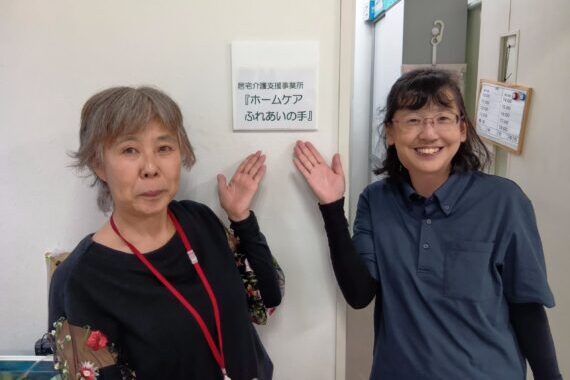 居宅介護支援事業所
『ホームケア
ふれあいの手』